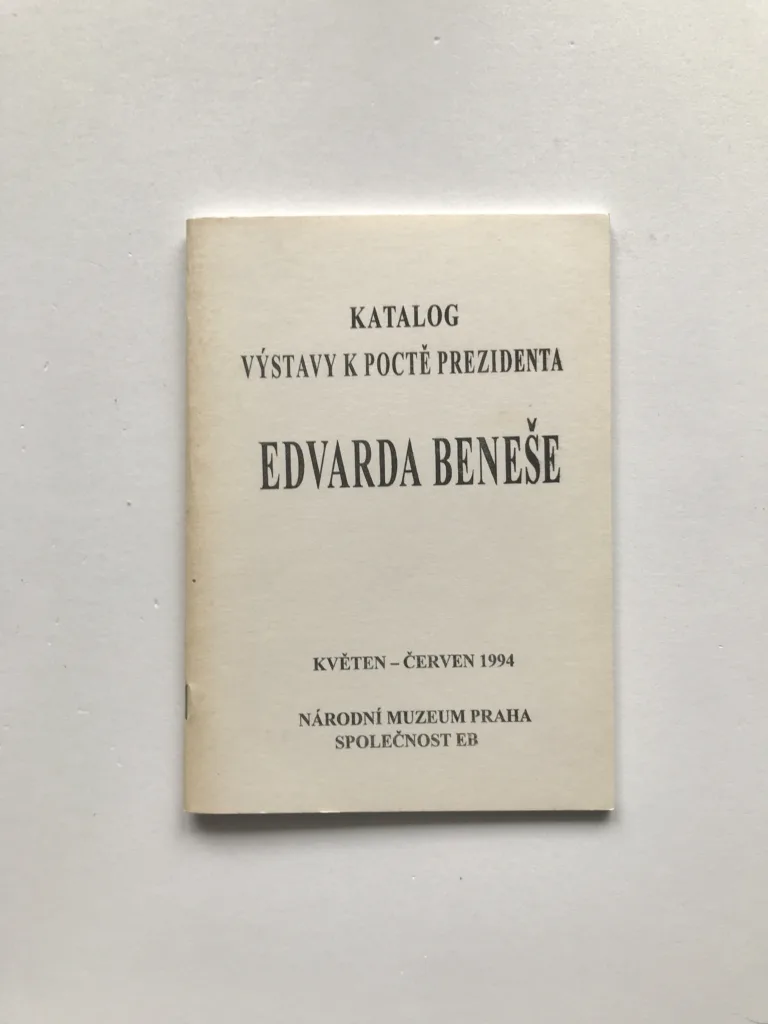 KATALOG
VÝSTAVY K POCTĚ PREZIDENTA
EDVARDA BENEŠE
KVĚTEN – ČERVEN 1994
NÁRODNÍ MUZEUM PRAHA
SPOLEČNOST EB